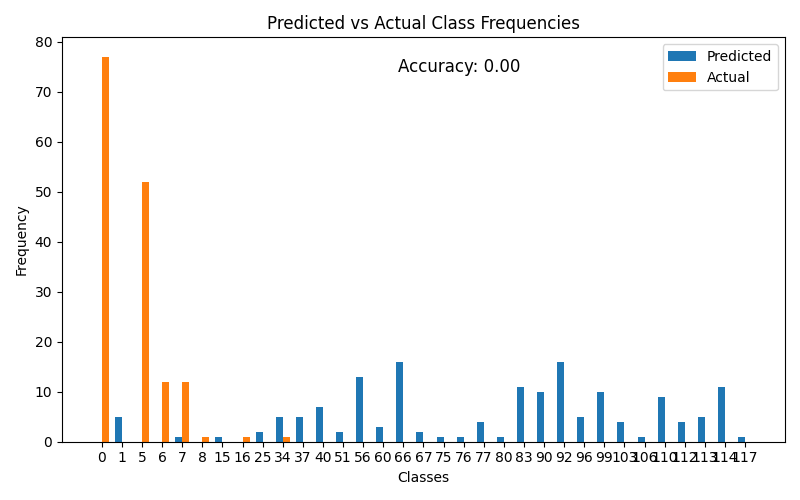 Predicted vs Actual Class Frequencies
Accuracy: 0.00
Predicted
Actual
80
70
60
50
40
30
20
10
0
Frequency
0 1 5 6 7 8 15 16 25 34 37 40 51 56 60 66 67 75 76 77 80 83 90 92 96 99 103 106 110 112 113 114 117
Classes